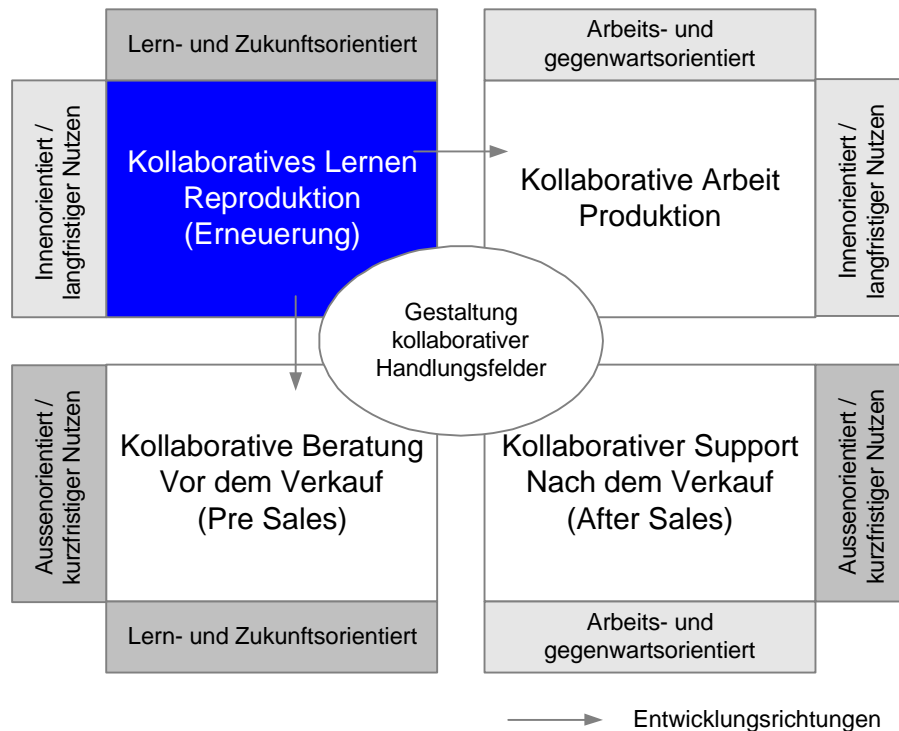 Lern- und Zukunftsorientiert
Arbeits- und
gegenwartsorientiert
Innenorientiert /
langfristiger Nutzen
Kollaboratives Lernen
Reproduktion
(Erneuerung)
Kollaborative Arbeit
Produktion
Innenorientiert /
langfristiger Nutzen
Gestaltung
kollaborativer
Handlungsfelder
Aussenorientiert /
kurzfristiger Nutzen
Kollaborative Beratung
Vor dem Verkauf
(Pre Sales)
Kollaborativer Support
Nach dem Verkauf
(After Sales)
Aussenorientiert /
kurzfristiger Nutzen
Lern- und Zukunftsorientiert
Arbeits- und
gegenwartsorientiert
Entwicklungsrichtungen